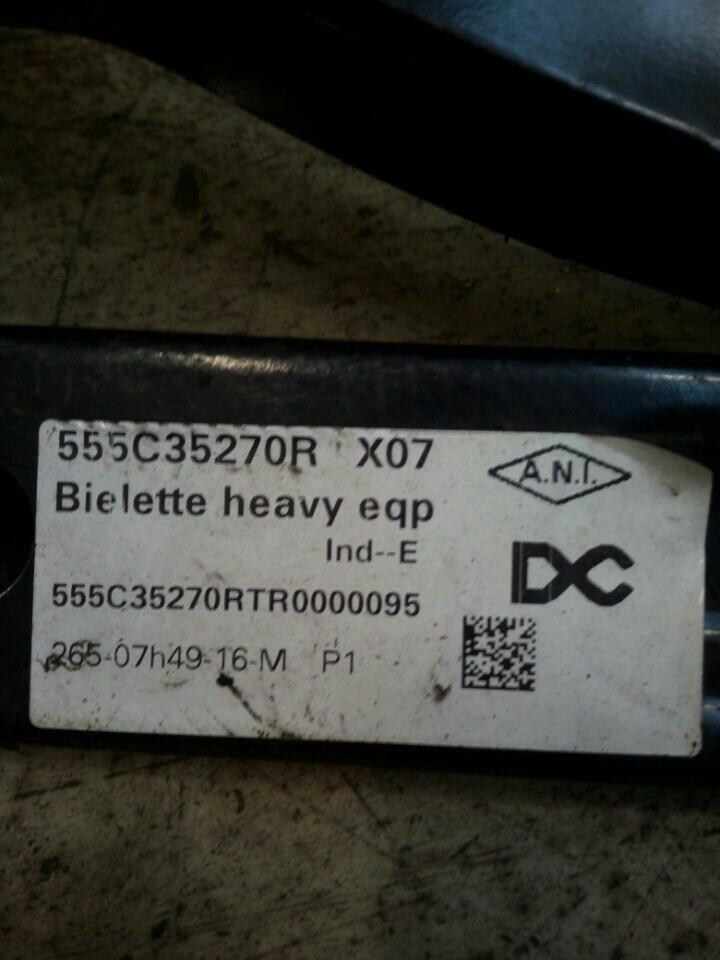 555C35270R X07
A.N.I.
Bielette heavy eqp
Ind--E
DC
555C35270RTR0000095
265-07h49-16-M P1